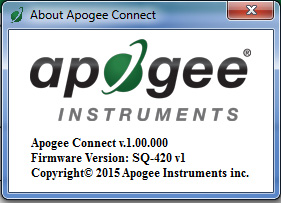 About Apogee Connect
apogee®
INSTRUMENTS
Apogee Connect v.1.00.000
Firmware Version: SQ-420 v1
Copyright© 2015 Apogee Instruments inc.